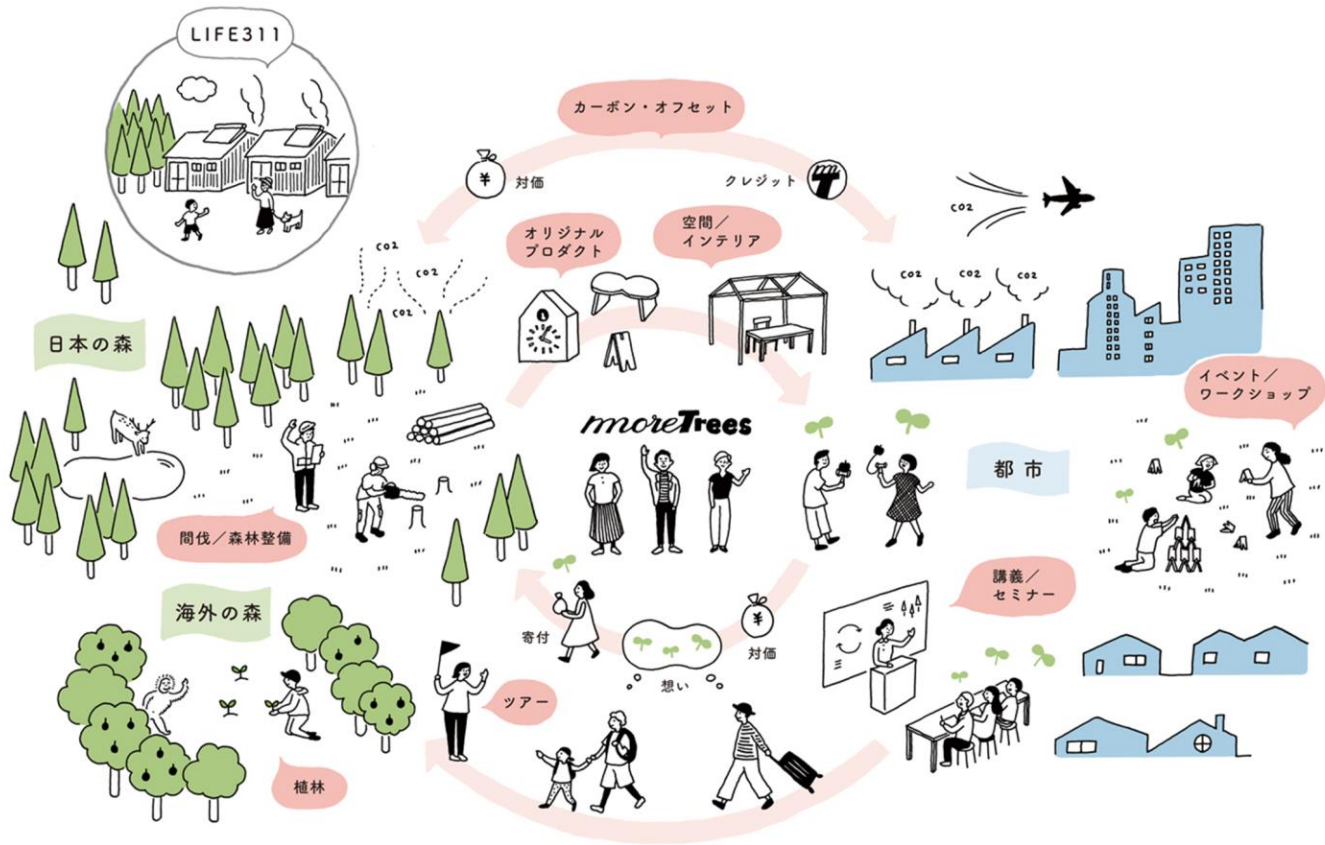 LIFE311
カーボン・オフセット
¥
対価
クレジット
mT
CO2
オリジナル
プロダクト
空間／
インテリア
CO2
CO2
CO2
CO2
CO2
CO2
日本の森
イベント／
ワークショップ
moreTrees
都市
間伐／森林整備
講義／
セミナー
海外の森
寄付
¥
対価
想い
ツアー
植林